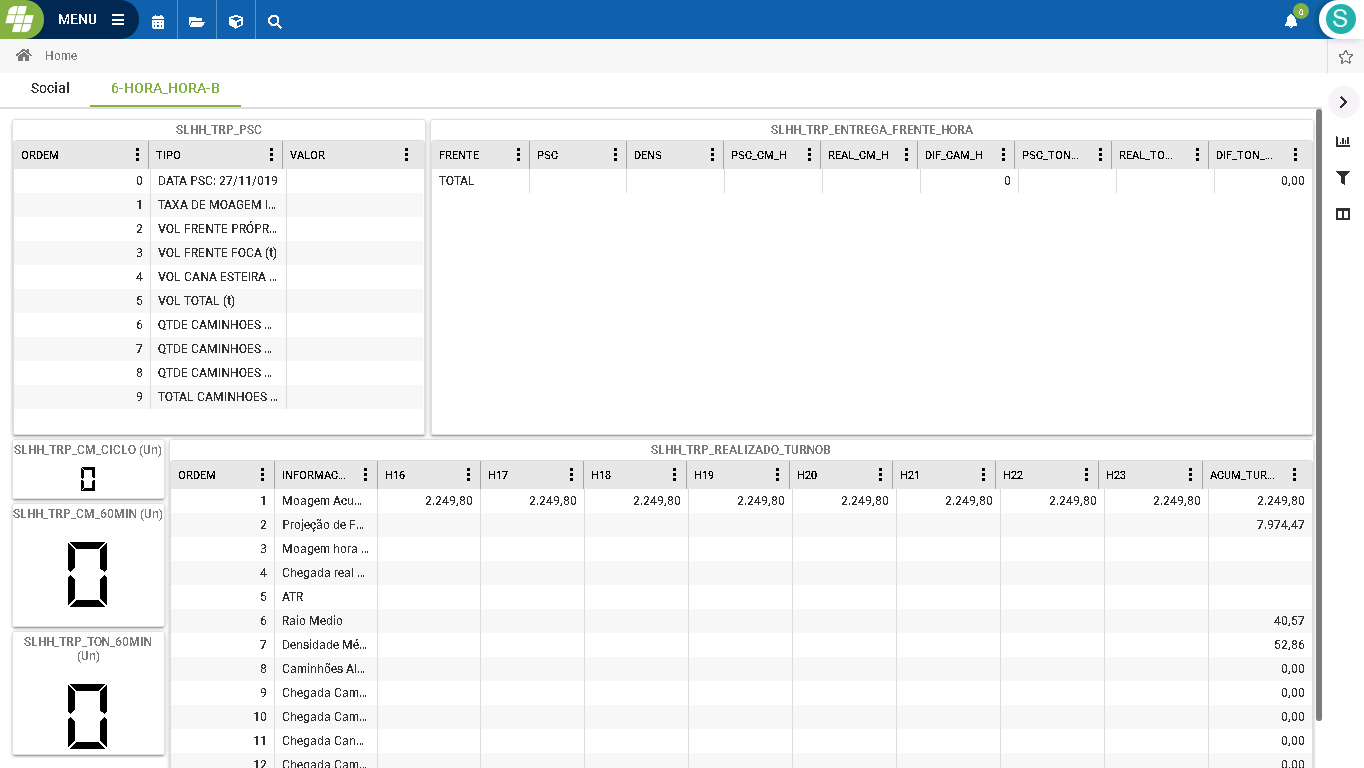 MENU
0
S
Home
Social
6-HORA_HORA-B
SLHH_TRP_PSC
ORDEM TIPO VALOR
0 DATA PSC: 27/11/019
1 TAXA DE MOAGEM I...
2 VOL FRENTE PRÓPR...
3 VOL FRENTE FOCA (t)
4 VOL CANA ESTEIRA ...
5 VOL TOTAL (t)
6 QTDE CAMINHOES ...
7 QTDE CAMINHOES ...
8 QTDE CAMINHOES ...
9 TOTAL CAMINHOES ...
SLHH_TRP_ENTREGA_FRENTE_HORA
FRENTE PSC DENS PSC_CM_H REAL_CM_H DIF_CAM_H PSC_TON... REAL_TO... DIF_TON_...
TOTAL 0 0,00
SLHH_TRP_CM_CICLO (Un)
0
SLHH_TRP_CM_60MIN (Un)
0
SLHH_TRP_TON_60MIN
(Un)
0
SLHH_TRP_REALIZADO_TURNOB
ORDEM INFORMAC... H16 H17 H18 H19 H20 H21 H22 H23 ACUM_TUR...
1 Moagem Acu... 2.249,80 2.249,80 2.249,80 2.249,80 2.249,80 2.249,80 2.249,80 2.249,80 2.249,80
2 Projeção de F... 7.974,47
3 Moagem hora ...
4 Chegada real ...
5 ATR
6 Raio Medio 40,57
7 Densidade Mé... 52,86
8 Caminhões Al... 0,00
9 Chegada Cam... 0,00
10 Chegada Cam... 0,00
11 Chegada Can... 0,00
12 Chegada Cam... 0,00